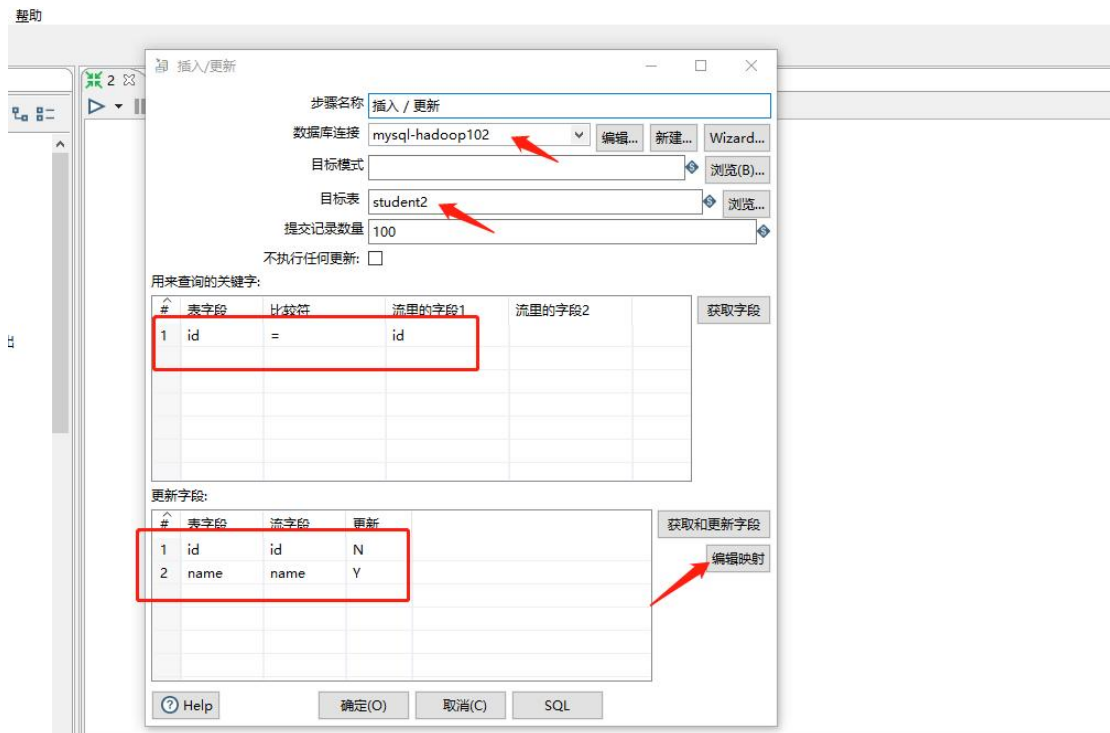 帮助
插入/更新
2
步骤名称 插入 / 更新
数据库连接 mysql-hadoop102 编辑... 新建... Wizard...
目标模式 浏览(B)...
目标表 student2 浏览...
提交记录数量 100
不执行任何更新:
用来查询的关键字:
# 表字段 比较符 流里的字段1 流里的字段2 获取字段
1 id = id
出
更新字段:
# 表字段 流字段 更新 获取和更新字段
1 id id N 编辑映射
2 name name Y
Help 确定(O) 取消(C) SQL